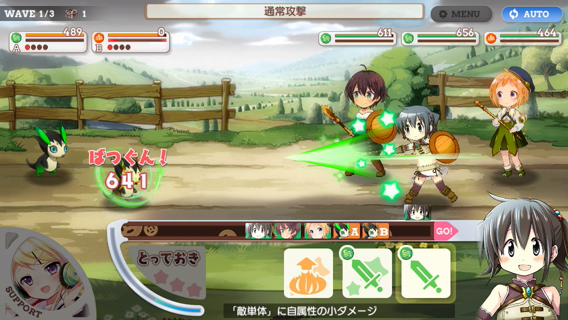 WAVE 1/3 1
通常攻撃
MENU
AUTO
489
0
A
B
611
656
464
ばつぐん!
641
A
B
GO!
とっておき
SUPPORT
「敵単体」に自属性の小ダメージ